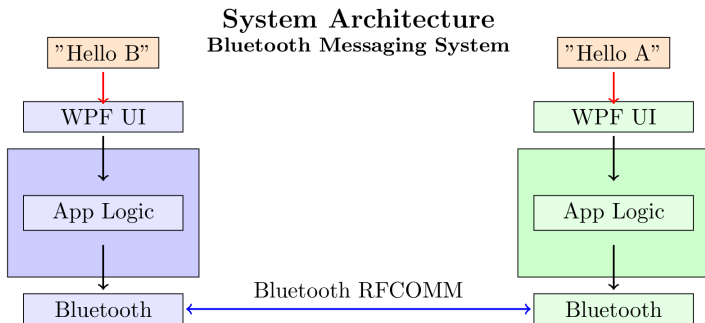 System Architecture
Bluetooth Messaging System
"Hello B"
"Hello A"
WPF UI
WPF UI
App Logic
App Logic
Bluetooth RFCOMM
Bluetooth
Bluetooth